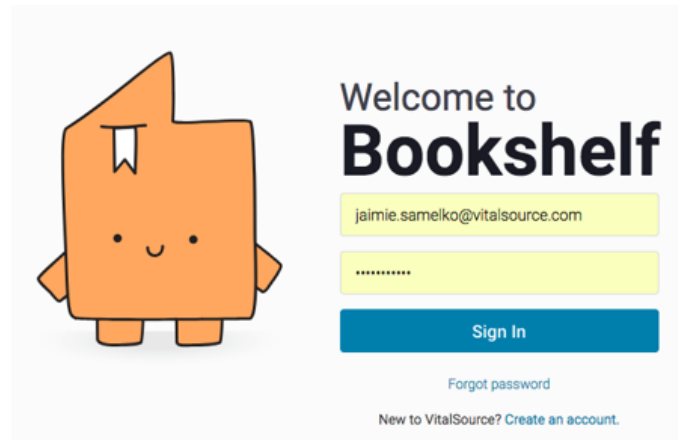 Welcome to
Bookshelf
jaimie.samelko@vitalsource.com
•••••••••••
Sign In
Forgot password
New to VitalSource? Create an account.